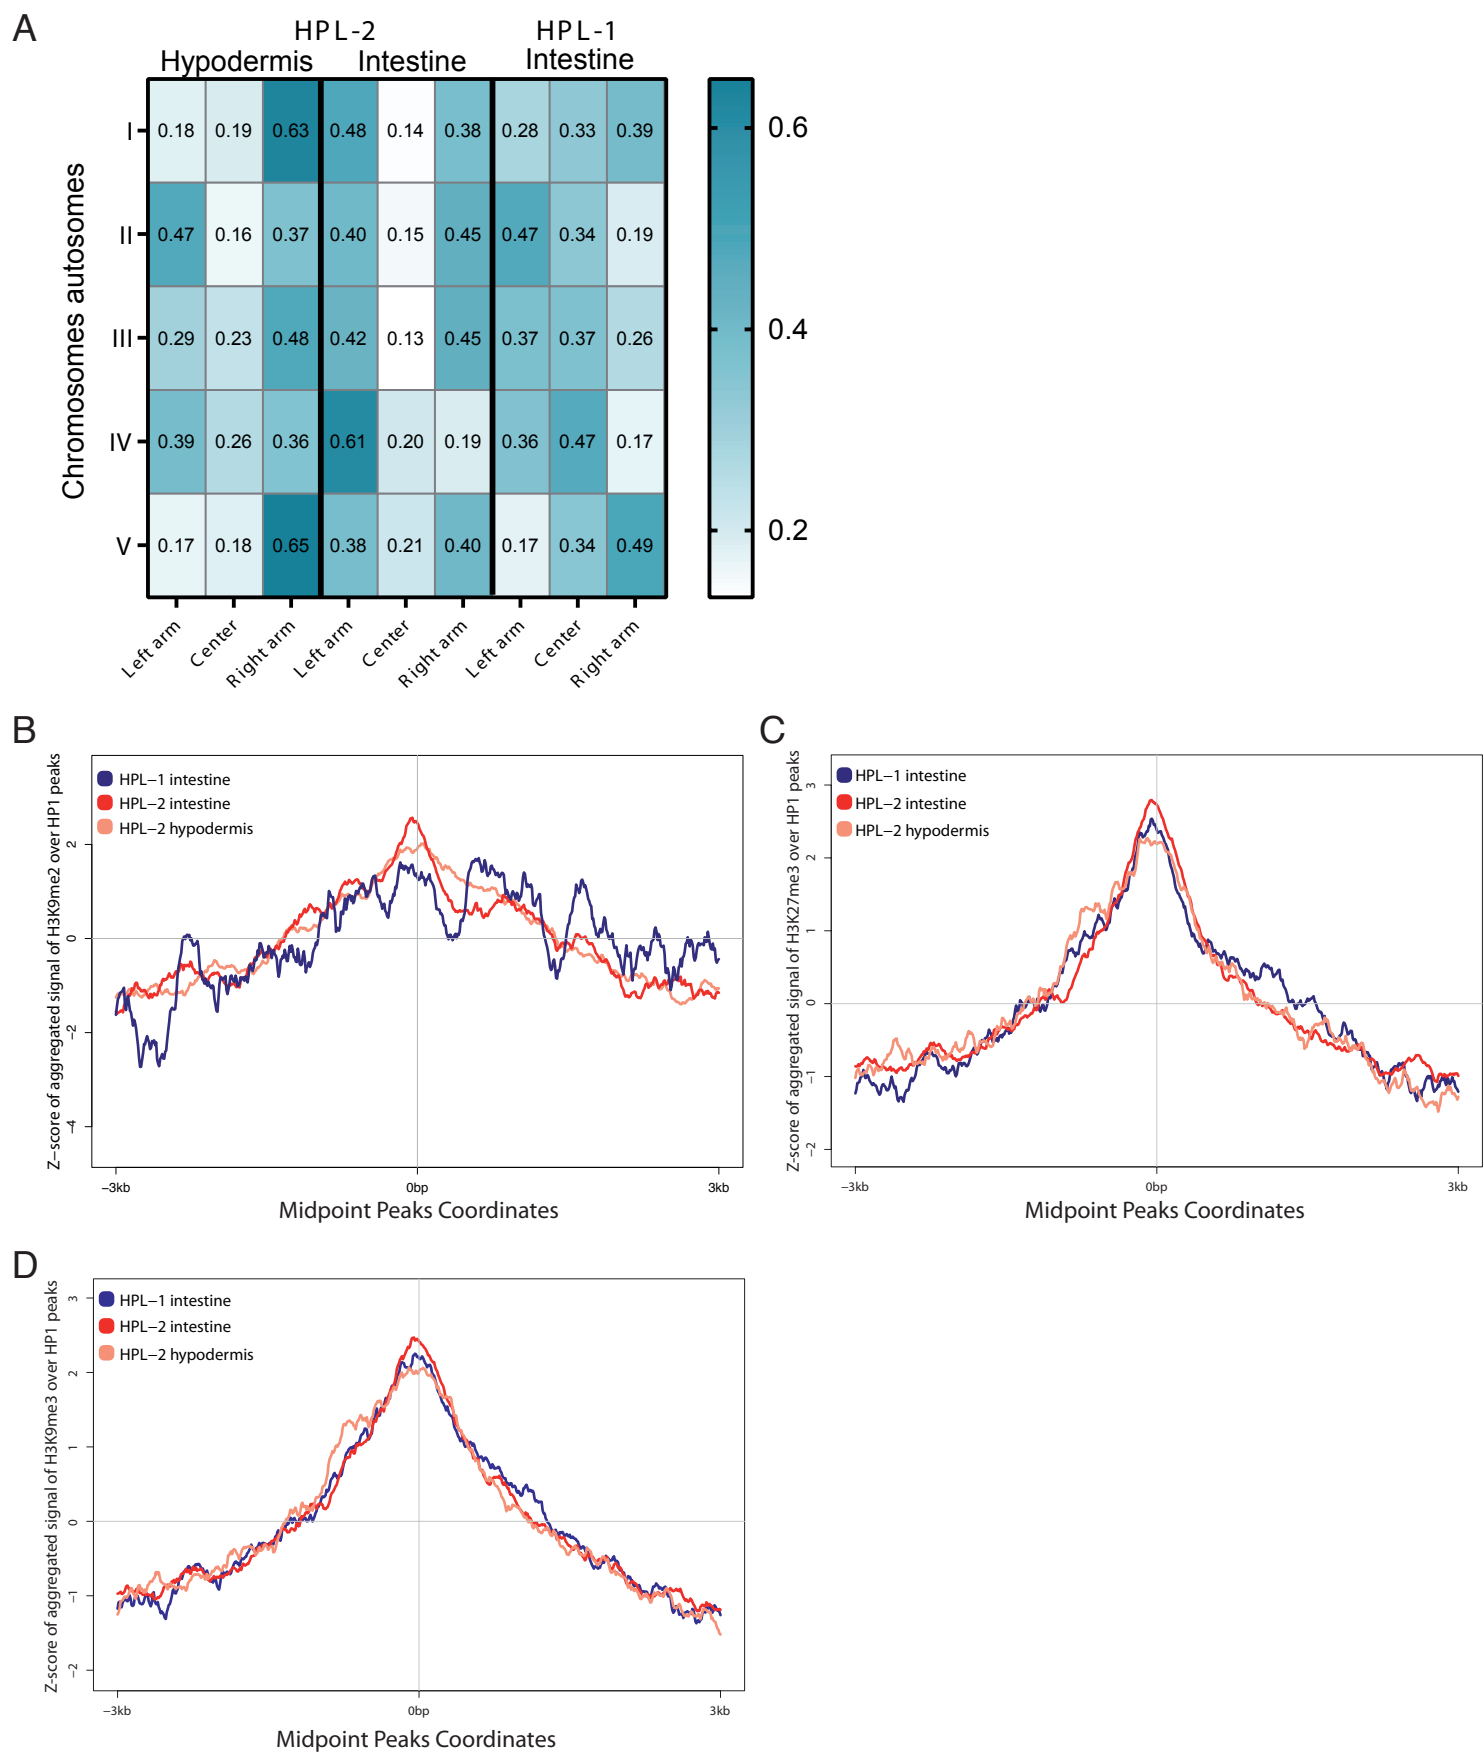 A
HPL-2 HPL-1
Hypodermis Intestine Intestine
Chromosomes autosomes
I 0.18 0.19 0.63 0.48 0.14 0.38 0.28 0.33 0.39
II 0.47 0.16 0.37 0.40 0.15 0.45 0.47 0.34 0.19
III 0.29 0.23 0.48 0.42 0.13 0.45 0.37 0.37 0.26
IV 0.39 0.26 0.36 0.61 0.20 0.19 0.36 0.47 0.17
V 0.17 0.18 0.65 0.38 0.21 0.40 0.17 0.34 0.49
Left arm Center Right arm Left arm Center Right arm Left arm Center Right arm
0.6
0.4
0.2
B
Z−score of aggregated signal of H3K9me2 over HP1 peaks
HPL−1 intestine
HPL−2 intestine
HPL−2 hypodermis
2
0
−2
−4
−3kb 0bp 3kb
Midpoint Peaks Coordinates
C
Z-score of aggregated signal of H3K27me3 over HP1 peaks
HPL−1 intestine
HPL−2 intestine
HPL−2 hypodermis
3
2
1
0
−1
−2
−3kb 0bp 3kb
Midpoint Peaks Coordinates
D
Z-score of aggregated signal of H3K9me3 over HP1 peaks
HPL−1 intestine
HPL−2 intestine
HPL−2 hypodermis
3
2
1
0
−1
−2
−3kb 0bp 3kb
Midpoint Peaks Coordinates